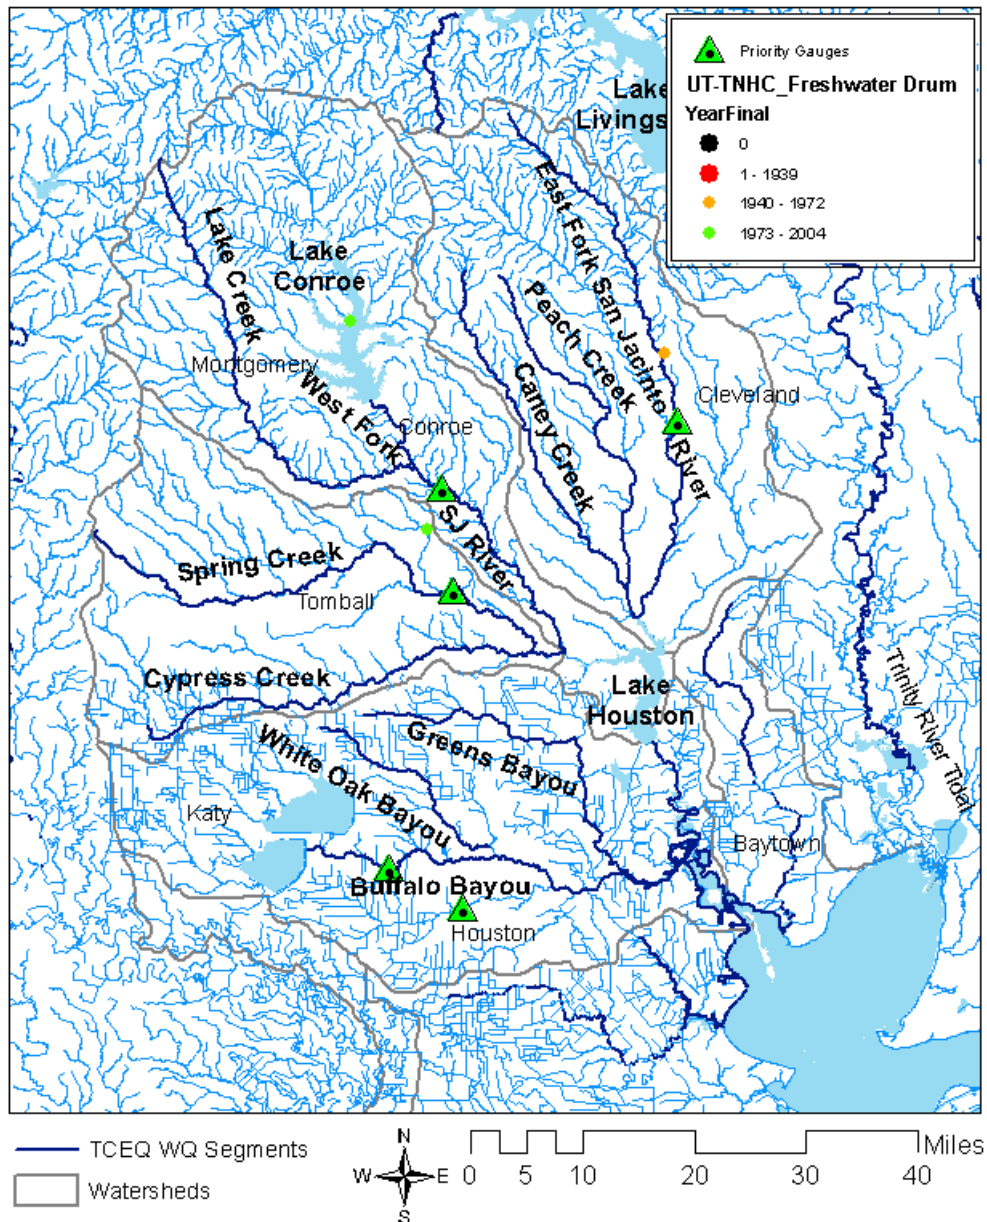 Priority Gauges
UT-TNHC_Freshwater Drum
YearFinal
0
1 - 1939
1940 - 1972
1973 - 2004
Lake
Livings
East Fork San Jacinto
River
Lake Creek
Lake
Conroe
Peach Creek
Montgomery
Caney Creek
Cleveland
West Fork
Conroe
SJ River
Spring Creek
Tomball
Cypress Creek
Lake
Houston
Trinity River Tidal
Greens Bayou
White Oak Bayou
Katy
Baytown
Buffalo Bayou
Houston
TCEQ WQ Segments
Watersheds
N
W E
S
0 5 10 20 30 40
Miles